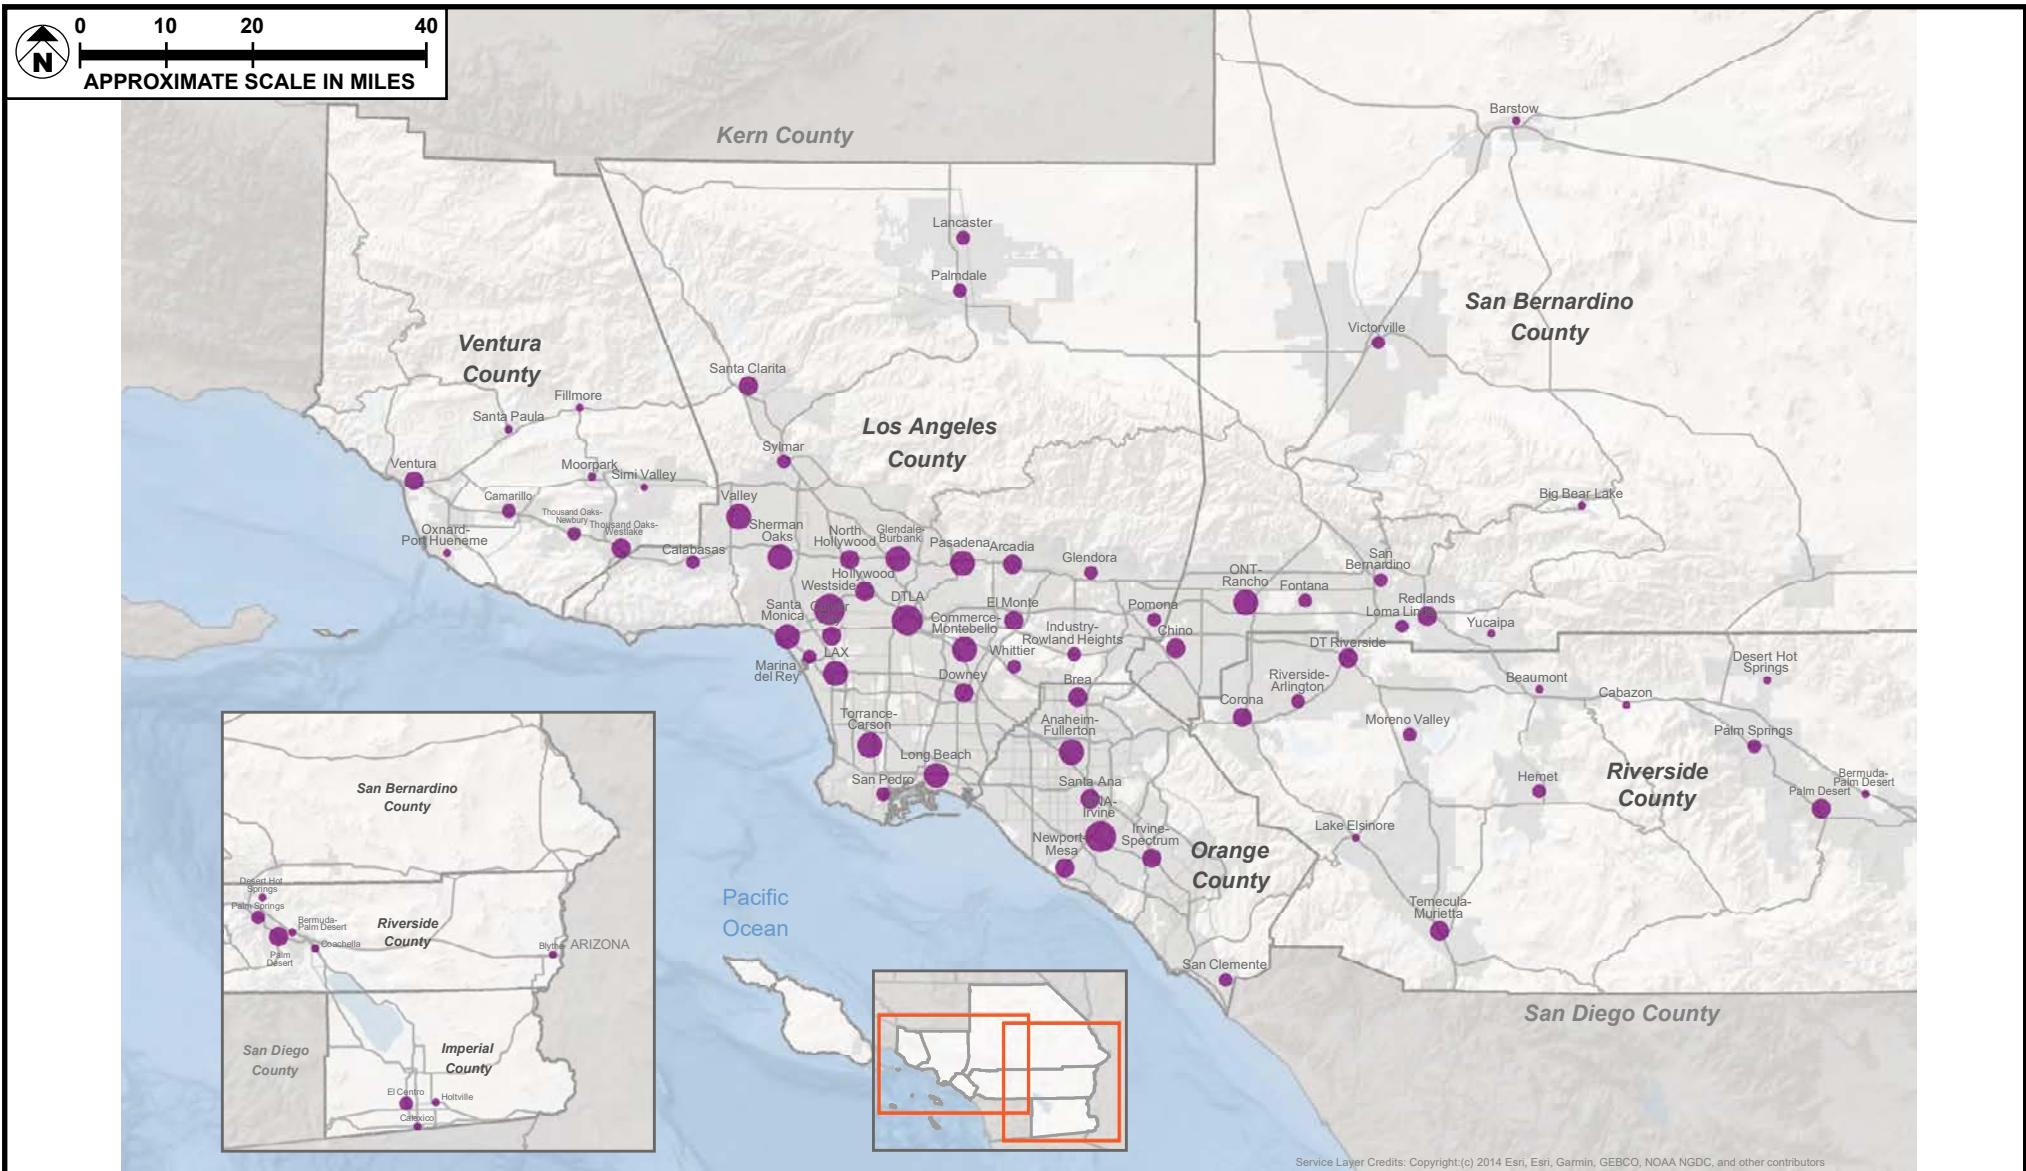 0 10 20 40
N
APPROXIMATE SCALE IN MILES
Kern County
Barstow
Lancaster
Palmdale
San Bernardino
County
Victorville
Ventura
County
Santa Clarita
Fillmore
Santa Paula
Los Angeles
County
Sylmar
Ventura
Moorpark
Simi Valley
Camarillo
Valley
Big Bear Lake
Thousand Oaks-
Newbury
Thousand Oaks-
Westlake
Oxnard-
Port Hueneme
Sherman
Oaks
North
Hollywood
Glendale-
Burbank
Pasadena
Arcadia
Calabasas
Glendora
San
Bernardino
Hollywood
Westside
ONT-
Rancho
Fontana
Santa
Monica
Culver
City
DTLA
El Monte
Pomona
Redlands
Loma Linda
Commerce-
Montebello
Industry-
Rowland Heights
Chino
Yucaipa
LAX
Whittier
DT Riverside
Marina
del Rey
Downey
Brea
Riverside-
Arlington
Desert Hot
Springs
Beaumont
Cabazon
Corona
Torrance-
Carson
Anaheim-
Fullerton
Moreno Valley
Palm Springs
Long Beach
San Pedro
Santa Ana
Hemet
Riverside
County
Bermuda-
Palm Desert
Palm Desert
SNA-
Irvine
Newport-
Mesa
Irvine-
Spectrum
Lake Elsinore
Orange
County
Temecula-
Murietta
San Clemente
San Diego County
Pacific
Ocean
San Bernardino
County
Desert Hot
Springs
Palm Springs
Bermuda-
Palm Desert
Riverside
County
Coachella
Palm
Desert
Blythe
ARIZONA
San Diego
County
Imperial
County
El Centro
Holtville
Calexico
Service Layer Credits: Copyright:(c) 2014 Esri, Esri, Garmin, GEBCO, NOAA NGDC, and other contributors